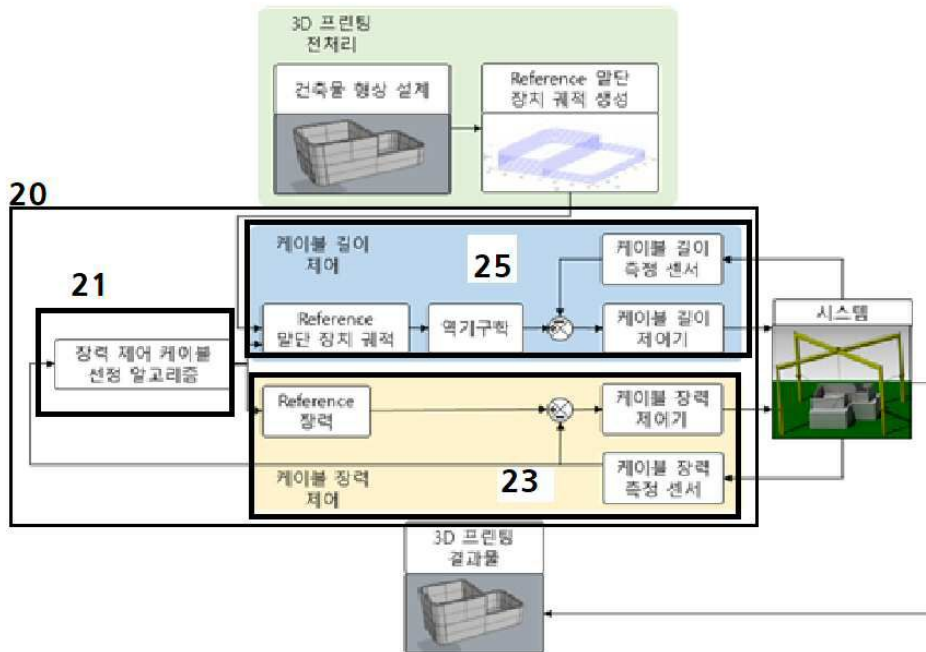 3D 프린팅
전처리
건축물 형상 설계
Reference 말단
장치 궤적 생성
20
케이블 길이
제어
25
케이블 길이
측정 센서
21
Reference
말단 장치 궤적
역기구학
케이블 길이
제어기
시스템
장력 제어 케이블
선정 알고리즘
Reference
장력
케이블 장력
제어기
케이블 장력
제어
23
케이블 장력
측정 센서
3D 프린팅
결과물